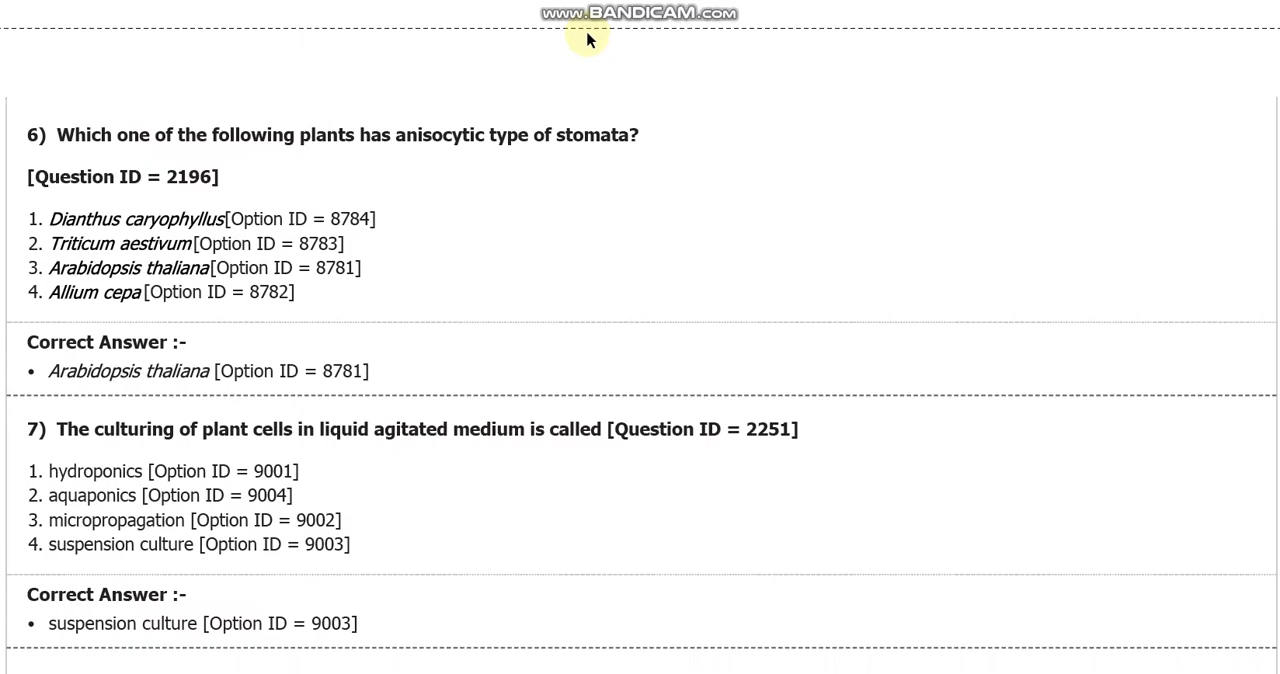 www.BANDICAM.com
6) Which one of the following plants has anisocytic type of stomata?
[Question ID = 2196]
1. Dianthus caryophyllus[Option ID = 8784]
2. Triticum aestivum[Option ID = 8783]
3. Arabidopsis thaliana[Option ID = 8781]
4. Allium cepa[Option ID = 8782]
Correct Answer :-
• Arabidopsis thaliana [Option ID = 8781]
7) The culturing of plant cells in liquid agitated medium is called [Question ID = 2251]
1. hydroponics [Option ID = 9001]
2. aquaponics [Option ID = 9004]
3. micropropagation [Option ID = 9002]
4. suspension culture [Option ID = 9003]
Correct Answer :-
• suspension culture [Option ID = 9003]